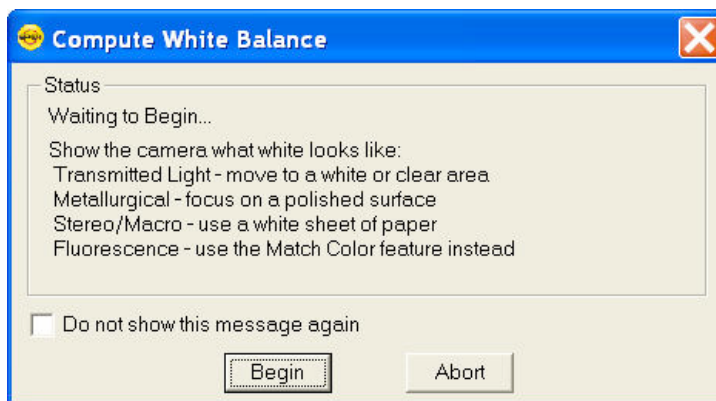 Compute White Balance
Status
Waiting to Begin...
Show the camera what white looks like:
Transmitted Light - move to a white or clear area
Metallurgical - focus on a polished surface
Stereo/Macro - use a white sheet of paper
Fluorescence - use the Match Color feature instead
Do not show this message again
Begin
Abort